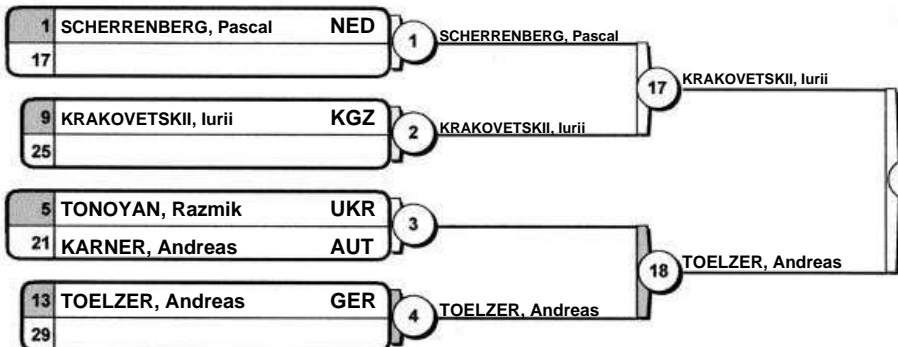 1 SCHERRENBERG, Pascal NED
17
1
SCHERRENBERG, Pascal
17
KRAKOVETSKII, Iurii
9 KRAKOVETSKII, Iurii KGZ
25
2
KRAKOVETSKII, Iurii
5 TONOYAN, Razmik UKR
21 KARNER, Andreas AUT
3
18
TOELZER, Andreas
13 TOELZER, Andreas GER
29
4
TOELZER, Andreas